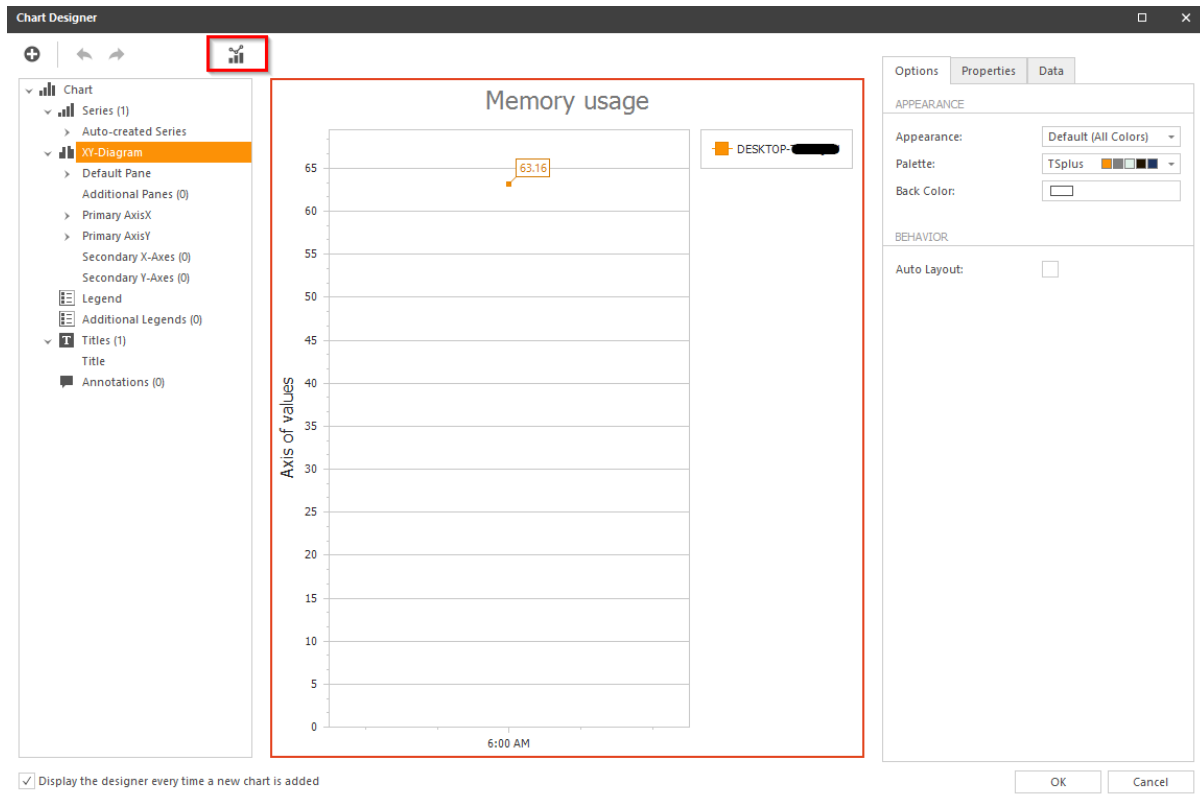 Chart Designer
Chart
Series (1)
Auto-created Series
XY-Diagram
Default Pane
Additional Panes (0)
Primary AxisX
Primary AxisY
Secondary X-Axes (0)
Secondary Y-Axes (0)
Legend
Additional Legends (0)
Titles (1)
Title
Annotations (0)
Memory usage
DESKTOP-
63.16
65
60
55
50
45
40
35
30
25
20
15
10
5
0
Axis of values
6:00 AM
Options Properties Data
APPEARANCE
Appearance: Default (All Colors)
Palette: TSplus
Back Color:
BEHAVIOR
Auto Layout:
Display the designer every time a new chart is added
OK Cancel